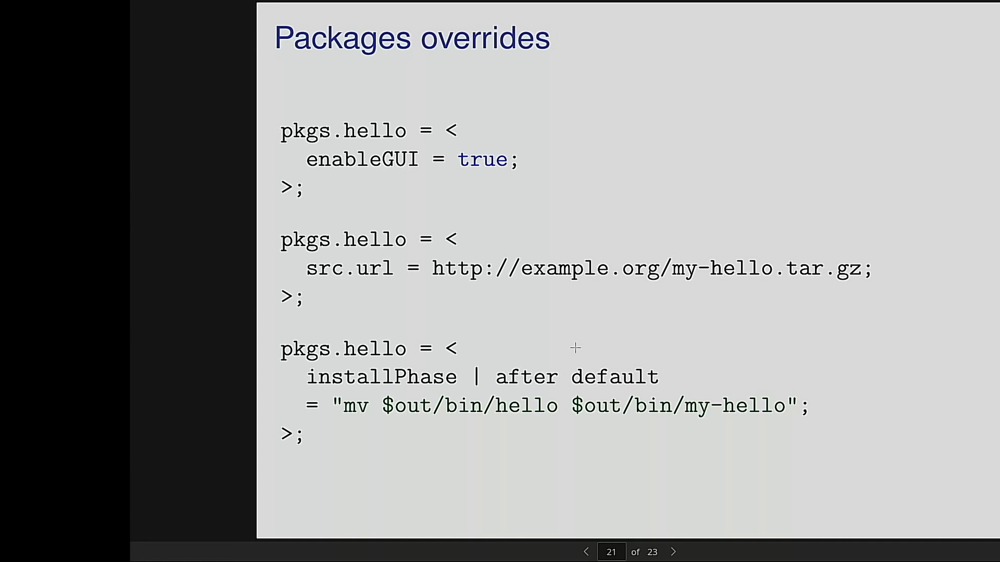 Packages overrides
pkgs.hello = <
  enableGUI = true;
>;
pkgs.hello = <
  src.url = http://example.org/my-hello.tar.gz;
>;
pkgs.hello = <
  installPhase | after default
  = "mv $out/bin/hello $out/bin/my-hello";
>;
21 of 23